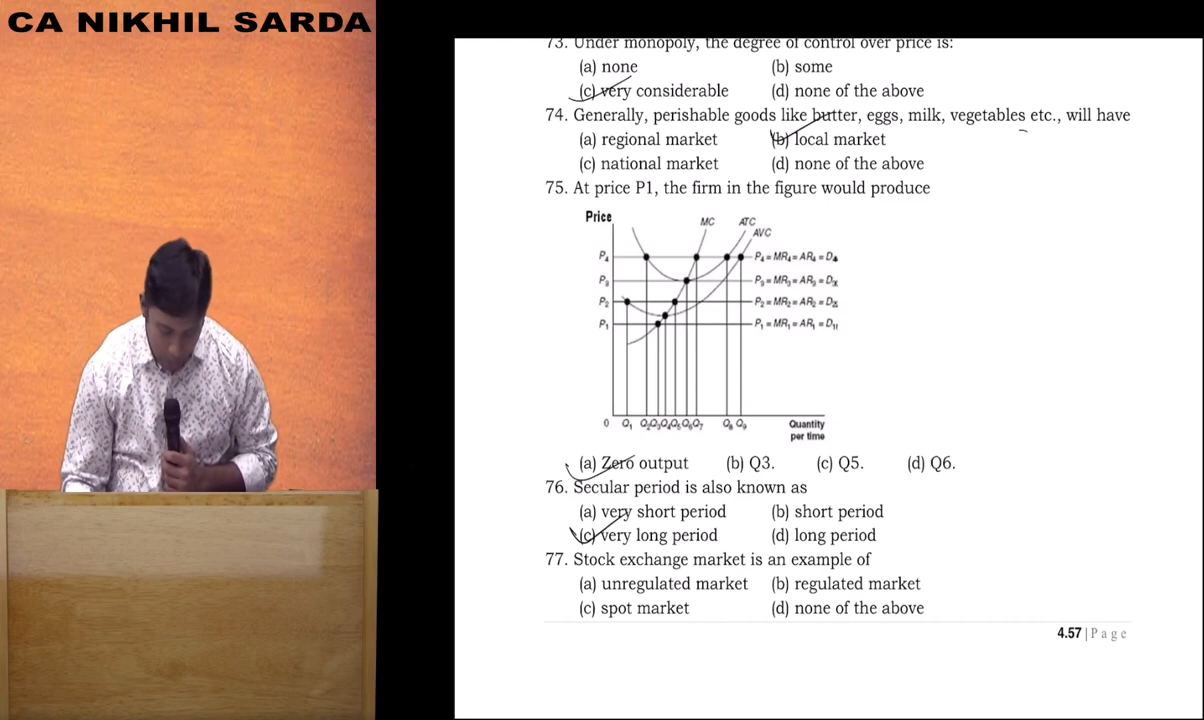 CA NIKHIL SARDA
73. Under monopoly, the degree of control over price is:
(a) none (b) some
(c) very considerable (d) none of the above
74. Generally, perishable goods like butter, eggs, milk, vegetables etc., will have
(a) regional market (b) local market
(c) national market (d) none of the above
75. At price P1, the firm in the figure would produce
Price MC ATC
AVC
P₄ P₄ = MR₄ = AR₄ = D₄
P₃ P₃ = MR₃ = AR₃ =
P₂ P₂ = MR₂ = AR₂ =
P₁ P₁ = MR₁ = AR₁ =
0 Q₁ Q₂ Q₃ Q₄ Q₅ Q₆ Q₇ Q₈ Q₉ Quantity
per time
(a) Zero output (b) Q3. (c) Q5. (d) Q6.
76. Secular period is also known as
(a) very short period (b) short period
(c) very long period (d) long period
77. Stock exchange market is an example of
(a) unregulated market (b) regulated market
(c) spot market (d) none of the above
4.57 | Page